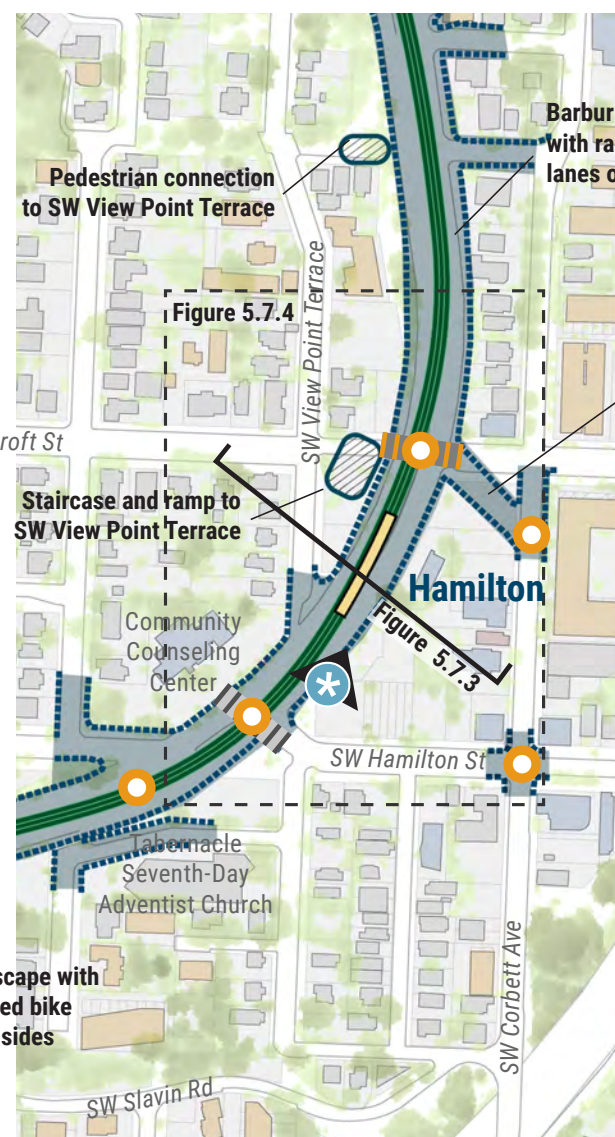 Barbur
with ra
lanes o
Pedestrian connection
to SW View Point Terrace
Figure 5.7.4
SW View Point Terrace
roft St
Staircase and ramp to
SW View Point Terrace
Hamilton
Figure 5.7.3
Community
Counseling
Center
*
SW Hamilton St
Tabernacle
Seventh-Day
Adventist Church
scape with
ed bike
sides
SW Corbett Ave
SW Slavin Rd